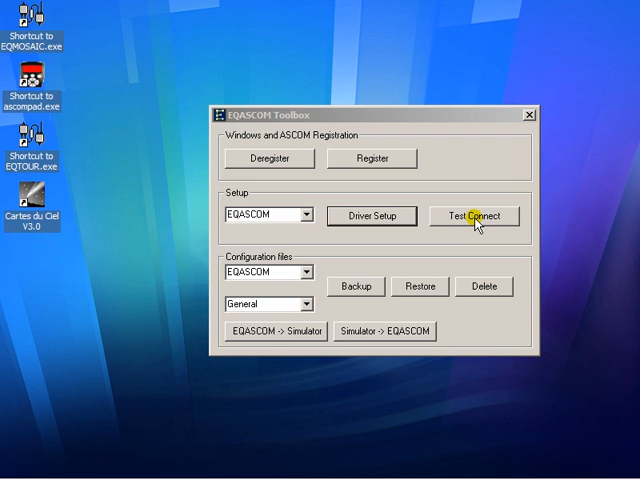 Shortcut to
EQMOSAIC.exe
Shortcut to
ascompad.exe
Shortcut to
EQTOUR.exe
Cartes du Ciel
V3.0
EQASCOM Toolbox
Windows and ASCOM Registration
Deregister
Register
Setup
EQASCOM
Driver Setup
Test Connect
Configuration files
EQASCOM
Backup
Restore
Delete
General
EQASCOM -> Simulator
Simulator -> EQASCOM